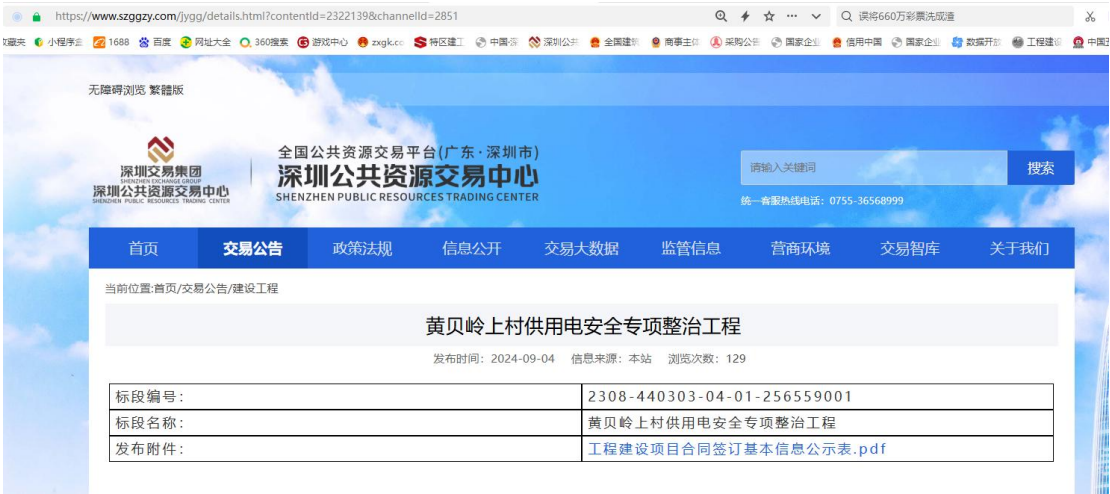 https://www.szggzy.com/jygg/details.html?contentId=2322139&channelId=2851
误将660万彩票洗成渣
收藏夹 小程序 1688 百度 网址大全 360搜索 游戏中心 zxgk.cc 特区建工 中国·深 深圳公共 全国建筑 商事主体 采购公告 国家企业 信用中国 国家企业 数据开放 工程建设 中国
无障碍浏览 繁體版
深圳交易集团
SHENZHEN EXCHANGE GROUP
深圳公共资源交易中心
SHENZHEN PUBLIC RESOURCES TRADING CENTER
全国公共资源交易平台(广东·深圳市)
深圳公共资源交易中心
SHENZHEN PUBLIC RESOURCES TRADING CENTER
请输入关键词
搜索
统一客服热线电话：0755-36568999
首页 交易公告 政策法规 信息公开 交易大数据 监管信息 营商环境 交易智库 关于我们
当前位置:首页/交易公告/建设工程
黄贝岭上村供用电安全专项整治工程
发布时间：2024-09-04 信息来源：本站 浏览次数：129
标段编号： 2308-440303-04-01-256559001
标段名称： 黄贝岭上村供用电安全专项整治工程
发布附件： 工程建设项目合同签订基本信息公示表.pdf